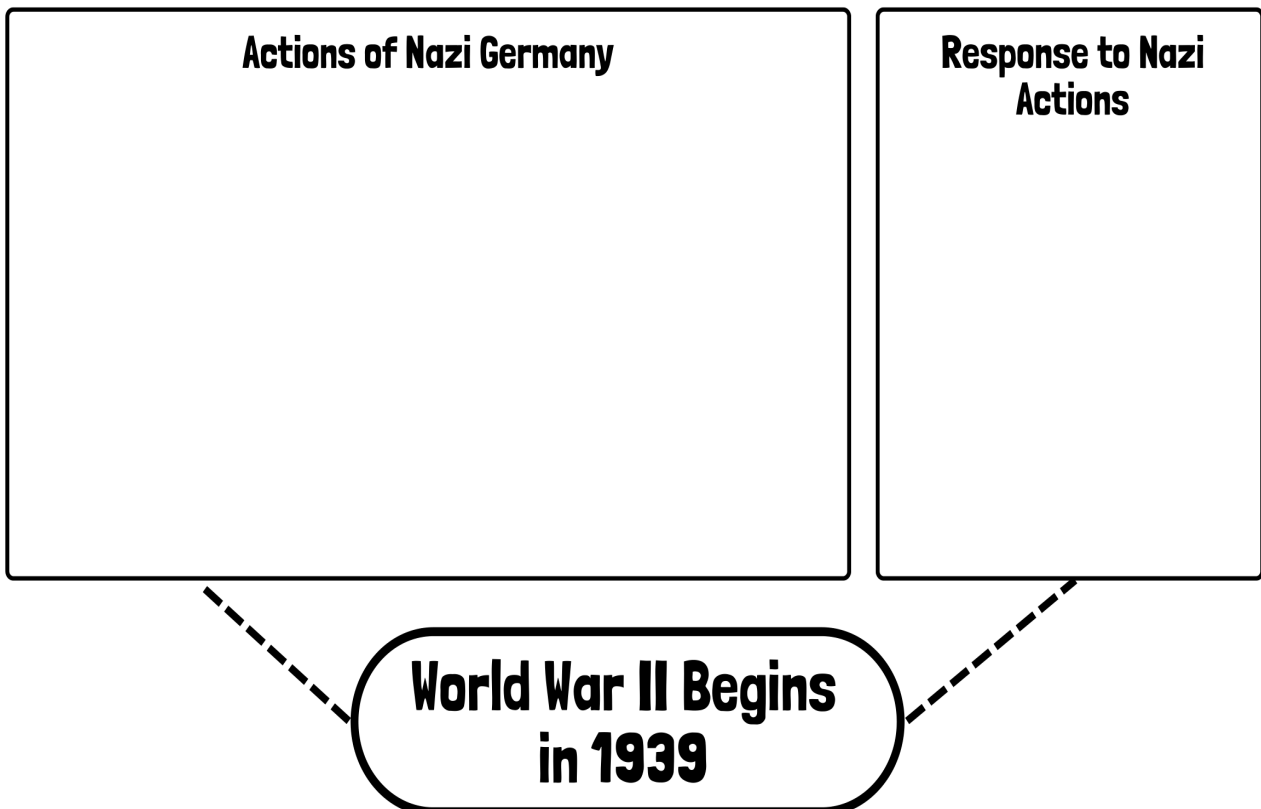 Actions of Nazi Germany
Response to Nazi
Actions
World War II Begins
in 1939